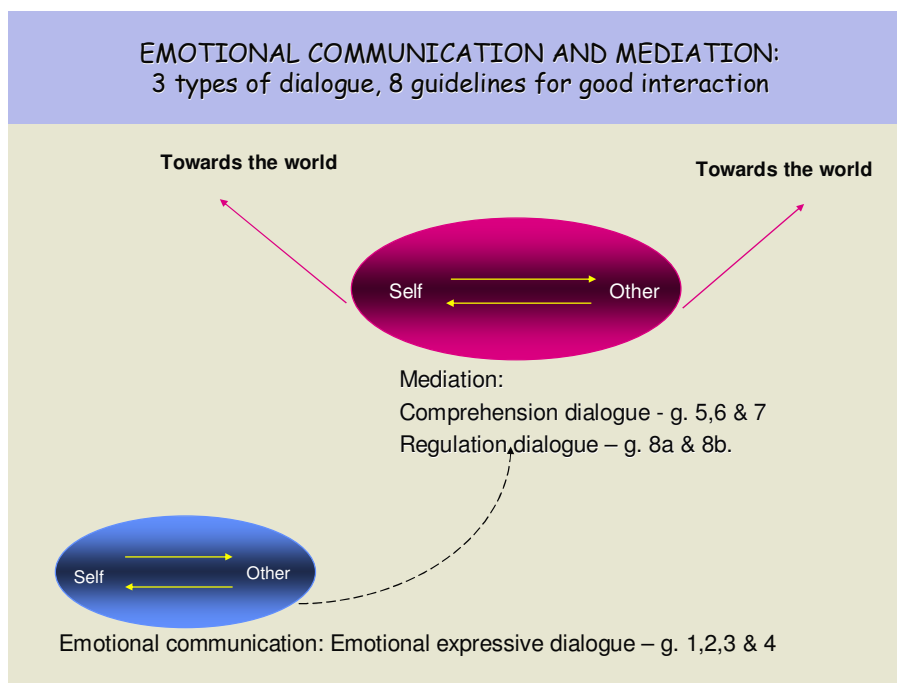 EMOTIONAL COMMUNICATION AND MEDIATION:
3 types of dialogue, 8 guidelines for good interaction
Towards the world
Towards the world
Self
Other
Mediation:
Comprehension dialogue - g. 5,6 & 7
Regulation dialogue – g. 8a & 8b.
Self
Other
Emotional communication: Emotional expressive dialogue – g. 1,2,3 & 4